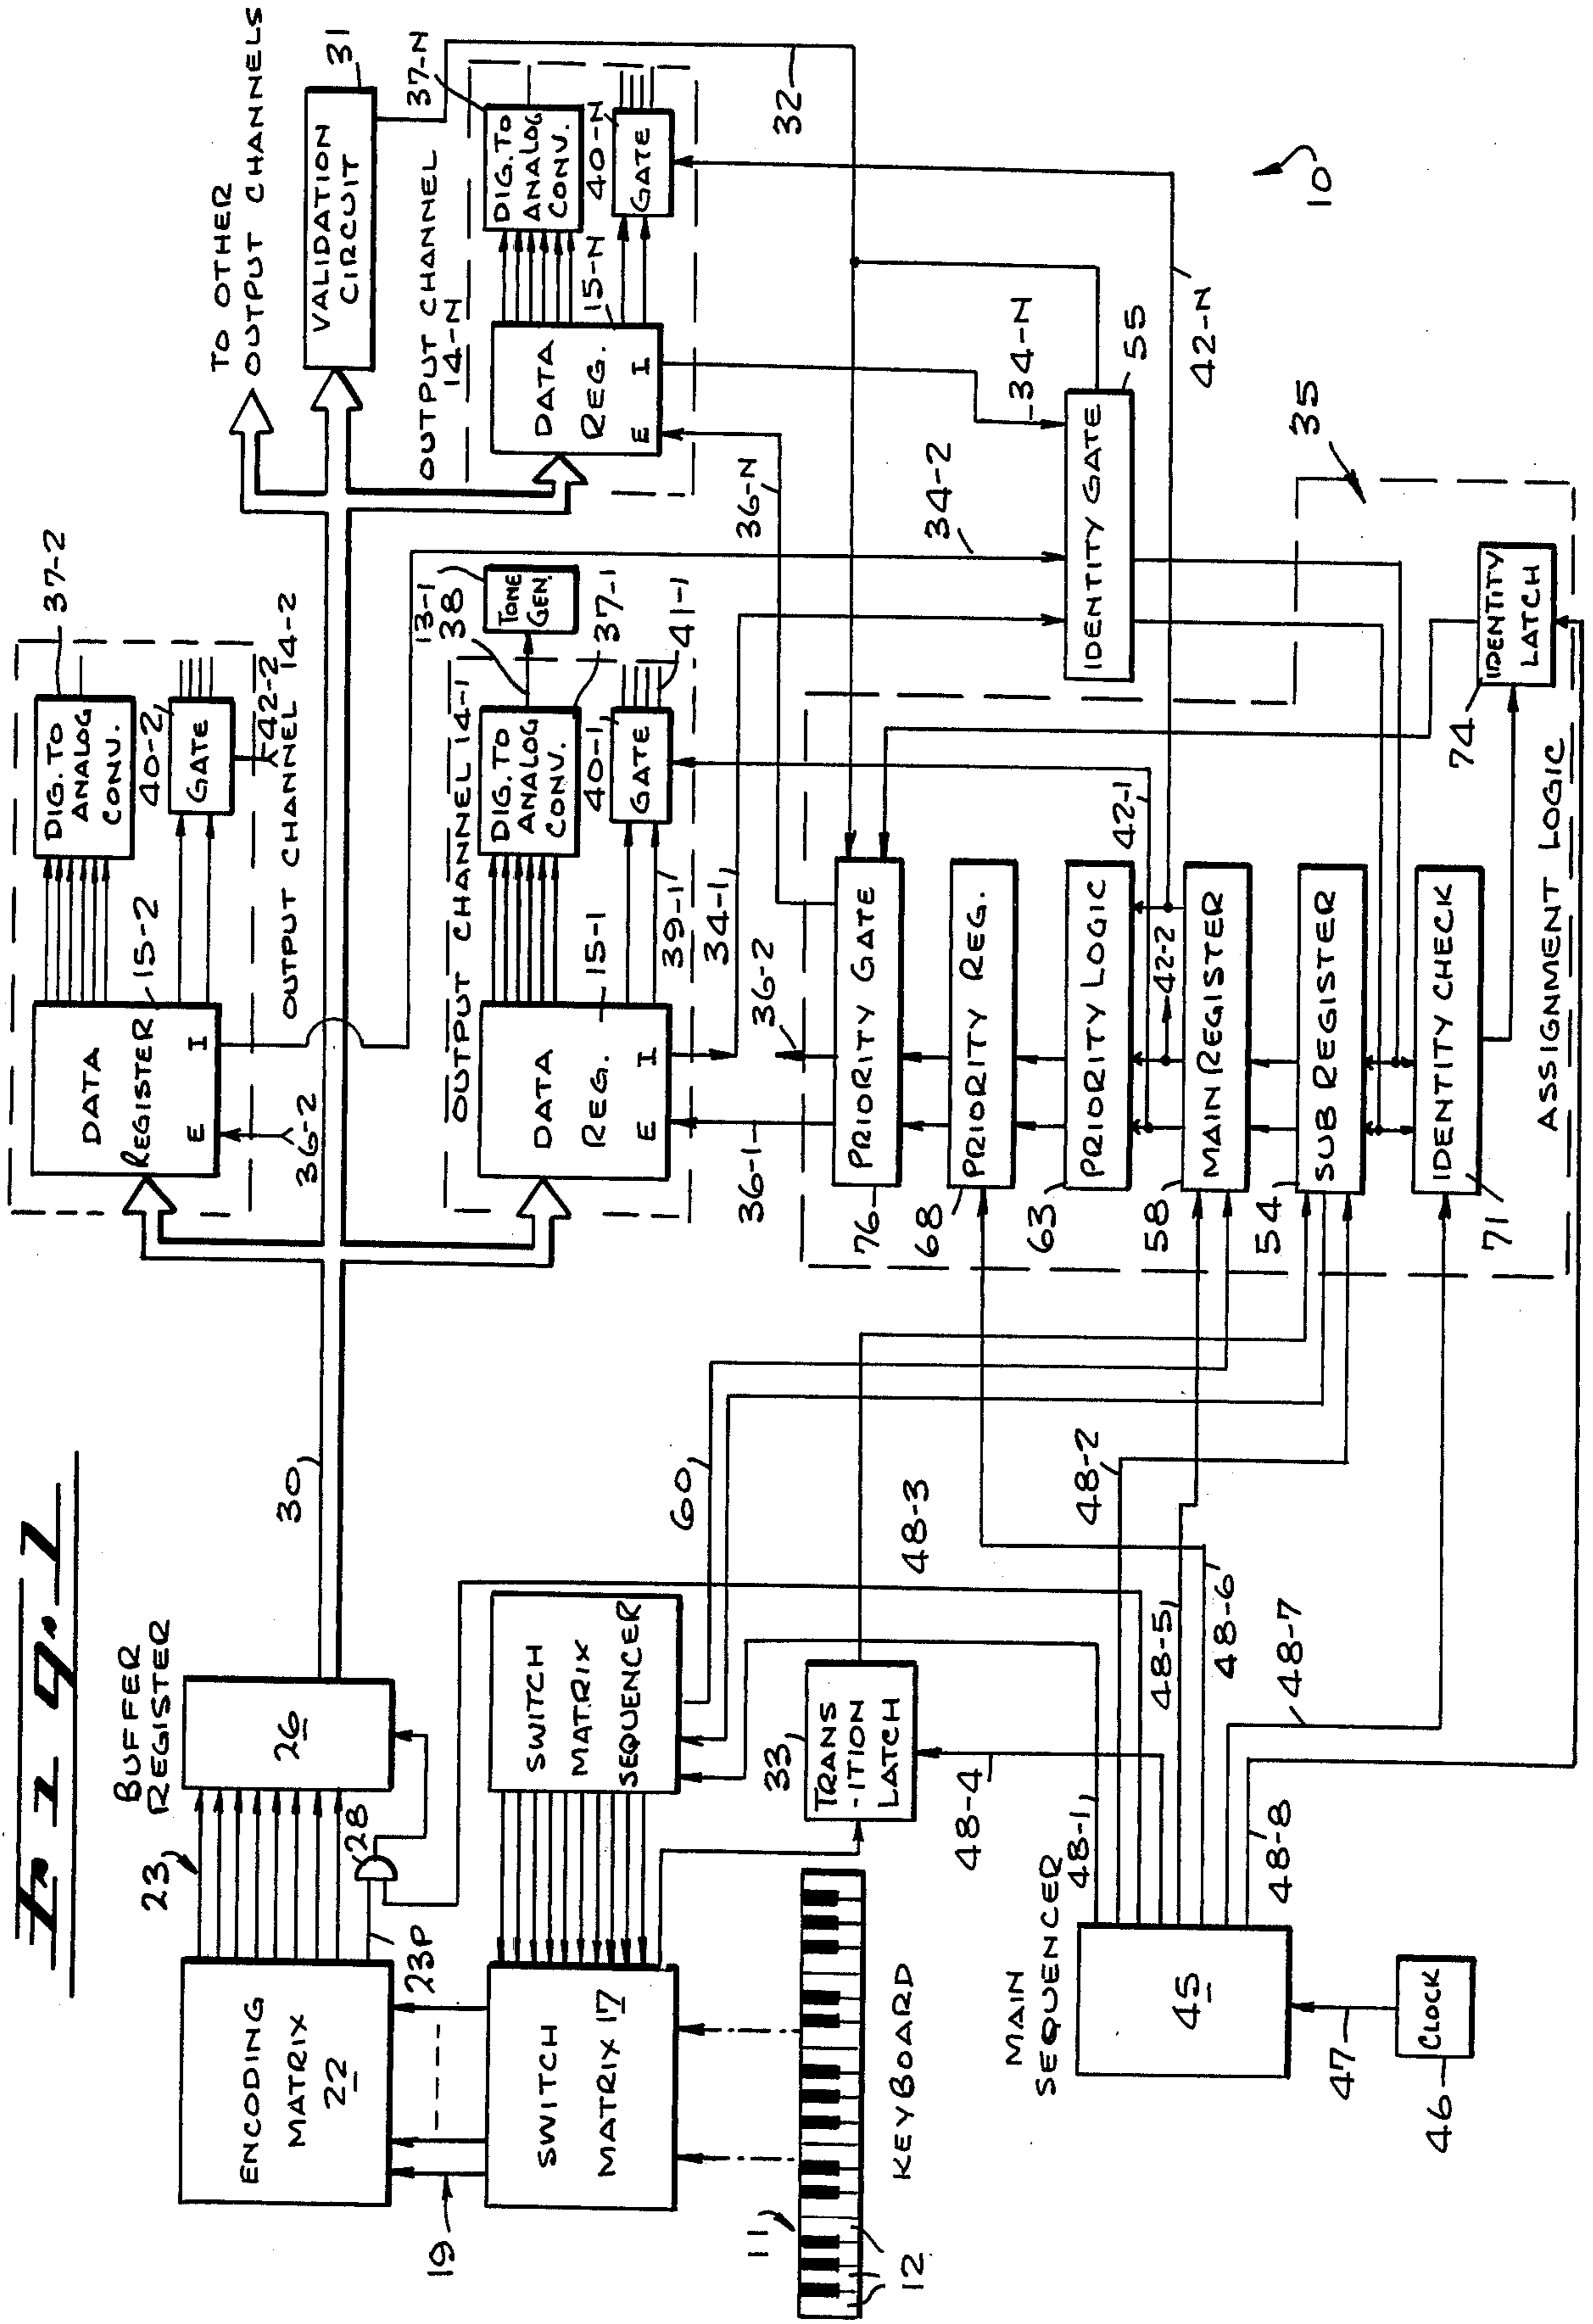 Fig. 1
BUFFER
REGISTER
23
26
28
23P
ENCODING
MATRIX
22
19
SWITCH
MATRIX 17
SWITCH
MATRIX
SEQUENCER
30
60
33
TRANS
-ITION
LATCH
11
12
KEYBOARD
MAIN
SEQUENCER
45
47
46
CLOCK
48-1
48-2
48-3
48-4
48-5
48-6
48-7
48-8
DATA
REGISTER
E I
15-2
36-2
DIG. TO
ANALOG
CONV.
37-2
40-2
GATE
42-2
OUTPUT CHANNEL 14-2
OUTPUT CHANNEL 14-1
DATA
REG.
E I
15-1
DIG. TO
ANALOG
CONV.
37-1
13-1
38
TONE
GEN.
40-1
GATE
41-1
39-1
34-1
36-1
36-2
TO OTHER
OUTPUT CHANNELS
VALIDATION
CIRCUIT
31
OUTPUT CHANNEL
14-N
DATA
REG.
E I
15-N
DIG. TO
ANALOG
CONV.
37-N
40-N
GATE
32
36-N
34-2
34-N
42-N
IDENTITY GATE
55
10
35
PRIORITY GATE
76
PRIORITY REG.
68
PRIORITY LOGIC
63
42-1
42-2
MAIN REGISTER
58
SUB REGISTER
54
IDENTITY CHECK
71
IDENTITY
LATCH
74
ASSIGNMENT LOGIC